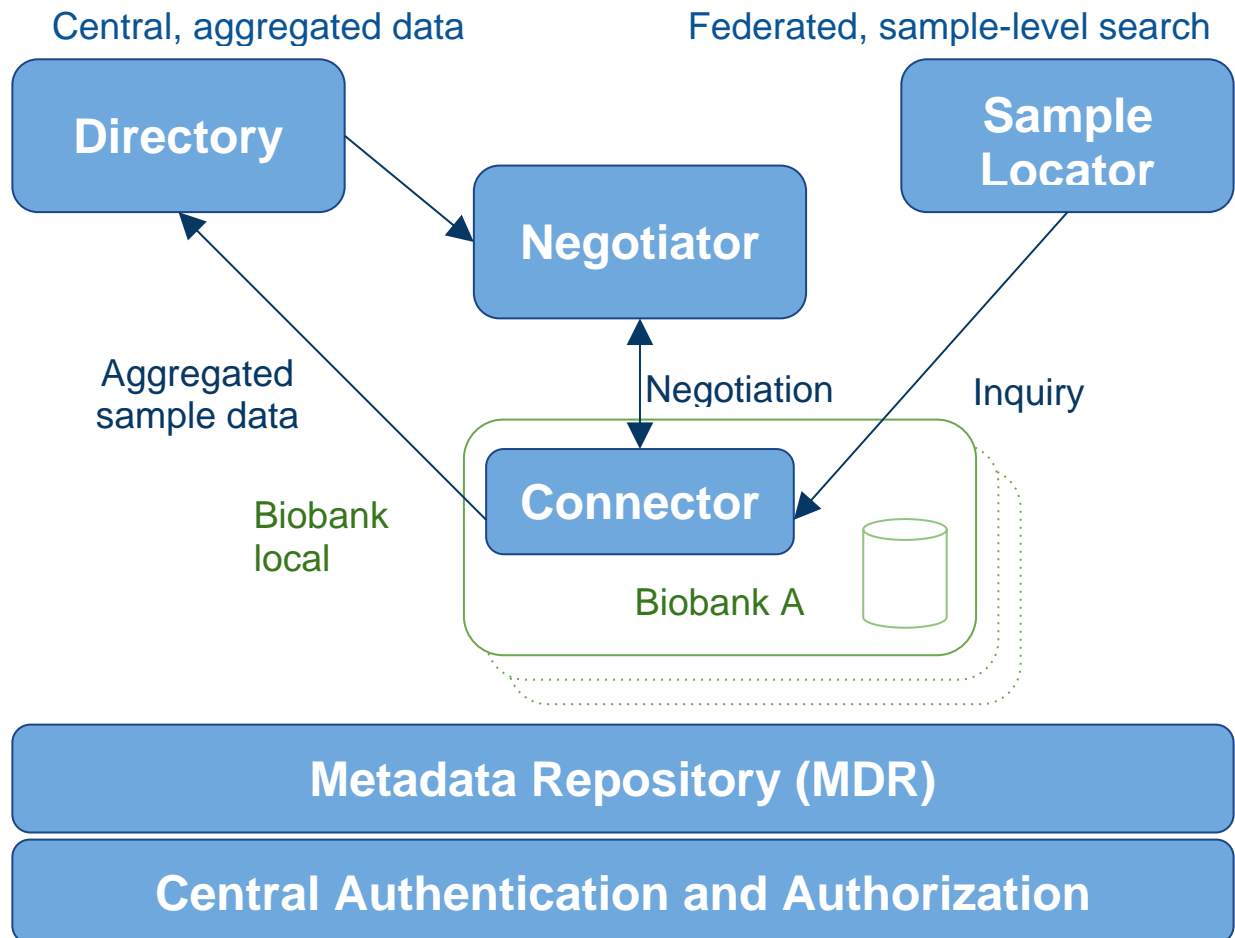 Central, aggregated data
Federated, sample-level search
Directory
Sample
Locator
Negotiator
Aggregated
sample data
Negotiation
Inquiry
Connector
Biobank
local
Biobank A
Metadata Repository (MDR)
Central Authentication and Authorization